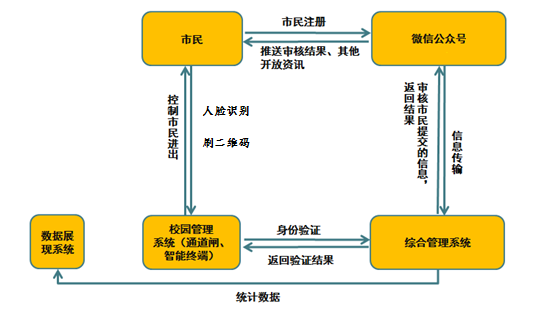 市民注册
市民
微信公众号
推送审核结果、其他
开放资讯
控制市民进出
人脸识别
刷二维码
审核市民提交的信息，
返回结果
信息传输
数据展
现系统
校园管理
系统（通道闸、
智能终端）
身份验证
返回验证结果
综合管理系统
统计数据